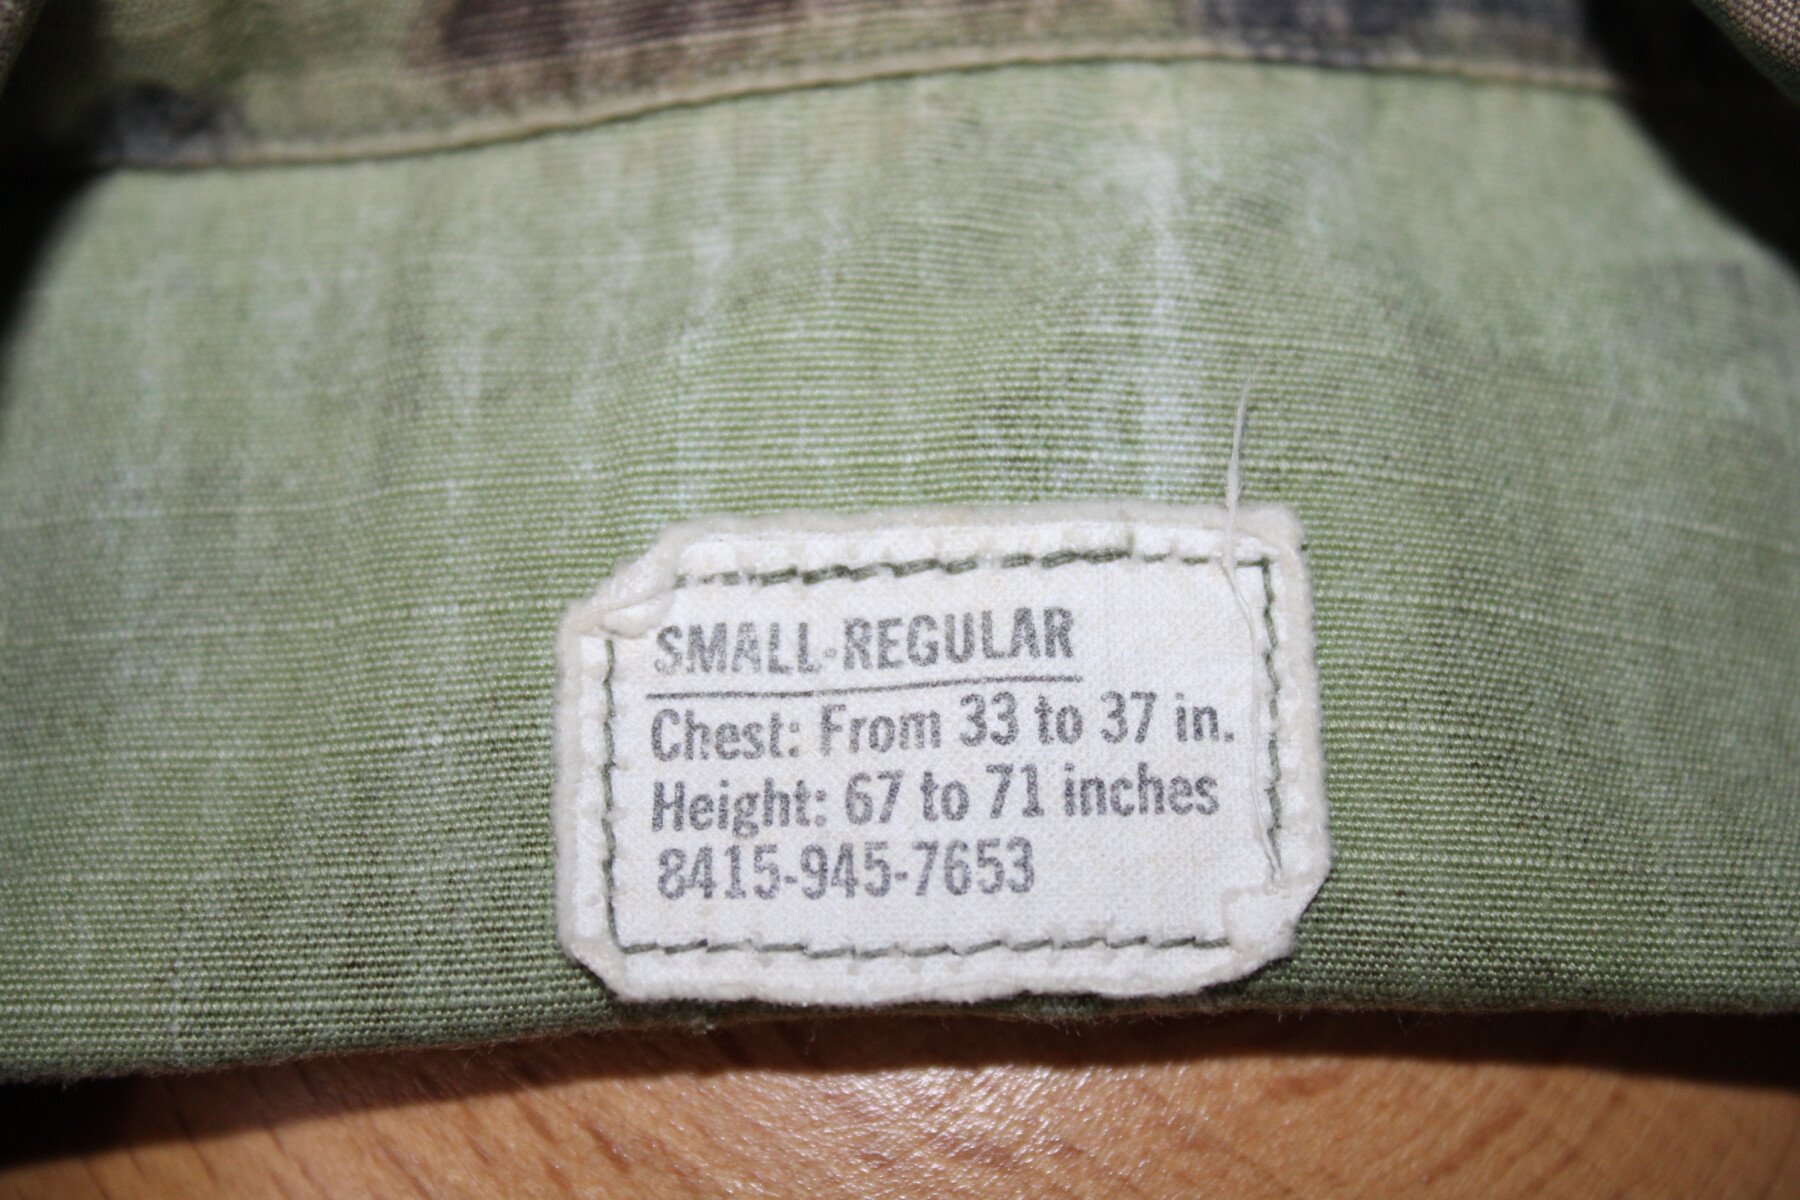 SMALL-REGULAR
Chest: From 33 to 37 in.
Height: 67 to 71 inches
8415-945-7653